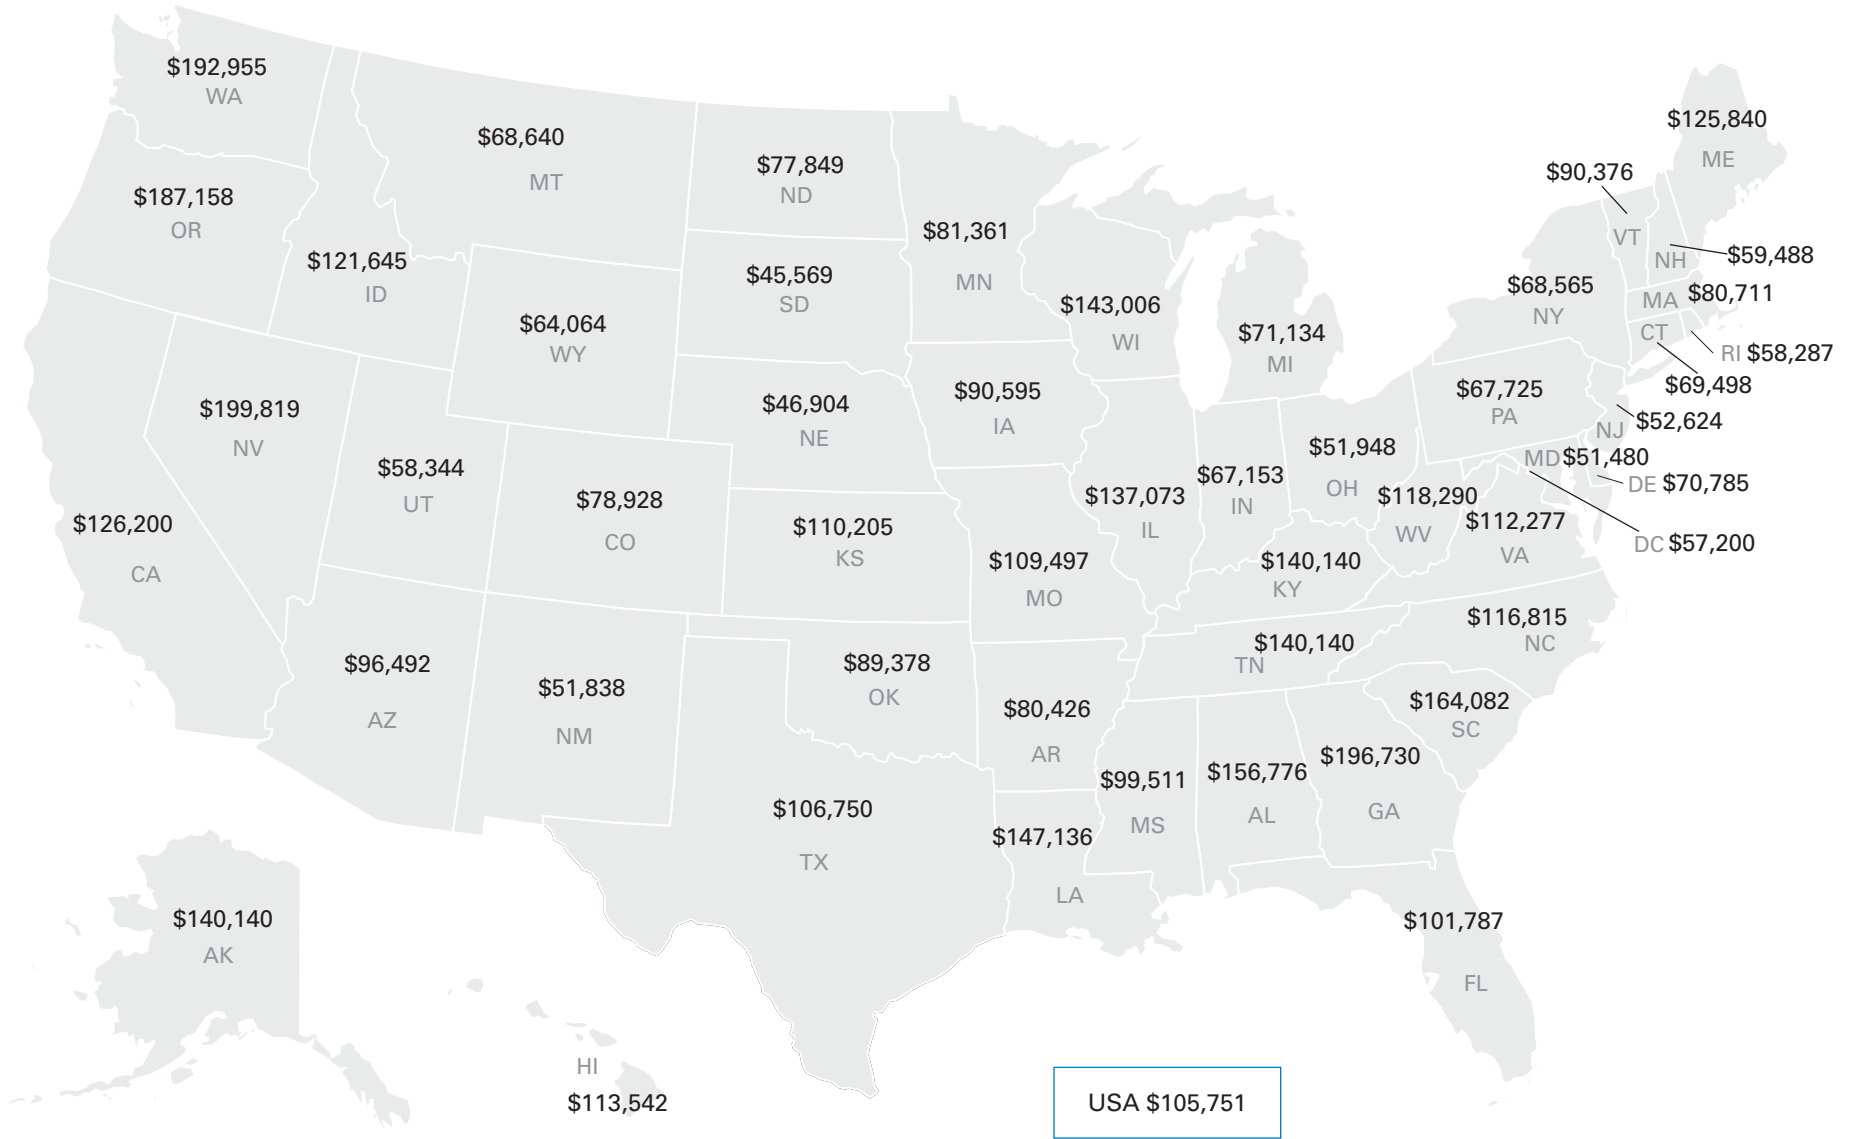 $192,955
WA
$187,158
OR
$121,645
ID
$68,640
MT
$77,849
ND
$45,569
SD
$64,064
WY
$46,904
NE
$81,361
MN
$143,006
WI
$71,134
MI
$90,595
IA
$199,819
NV
$58,344
UT
$78,928
CO
$126,200
CA
$110,205
KS
$109,497
MO
$137,073
IL
$67,153
IN
$51,948
OH
$118,290
WV
$112,277
VA
$140,140
KY
$140,140
TN
$116,815
NC
$164,082
SC
$196,730
GA
$156,776
AL
$99,511
MS
$147,136
LA
$80,426
AR
$89,378
OK
$106,750
TX
$51,838
NM
$96,492
AZ
$101,787
FL
$125,840
ME
$90,376
VT
NH
$59,488
MA $80,711
RI $58,287
CT
$69,498
$68,565
NY
$67,725
PA
NJ $52,624
MD $51,480
DE $70,785
DC $57,200
$140,140
AK
HI
$113,542
USA $105,751